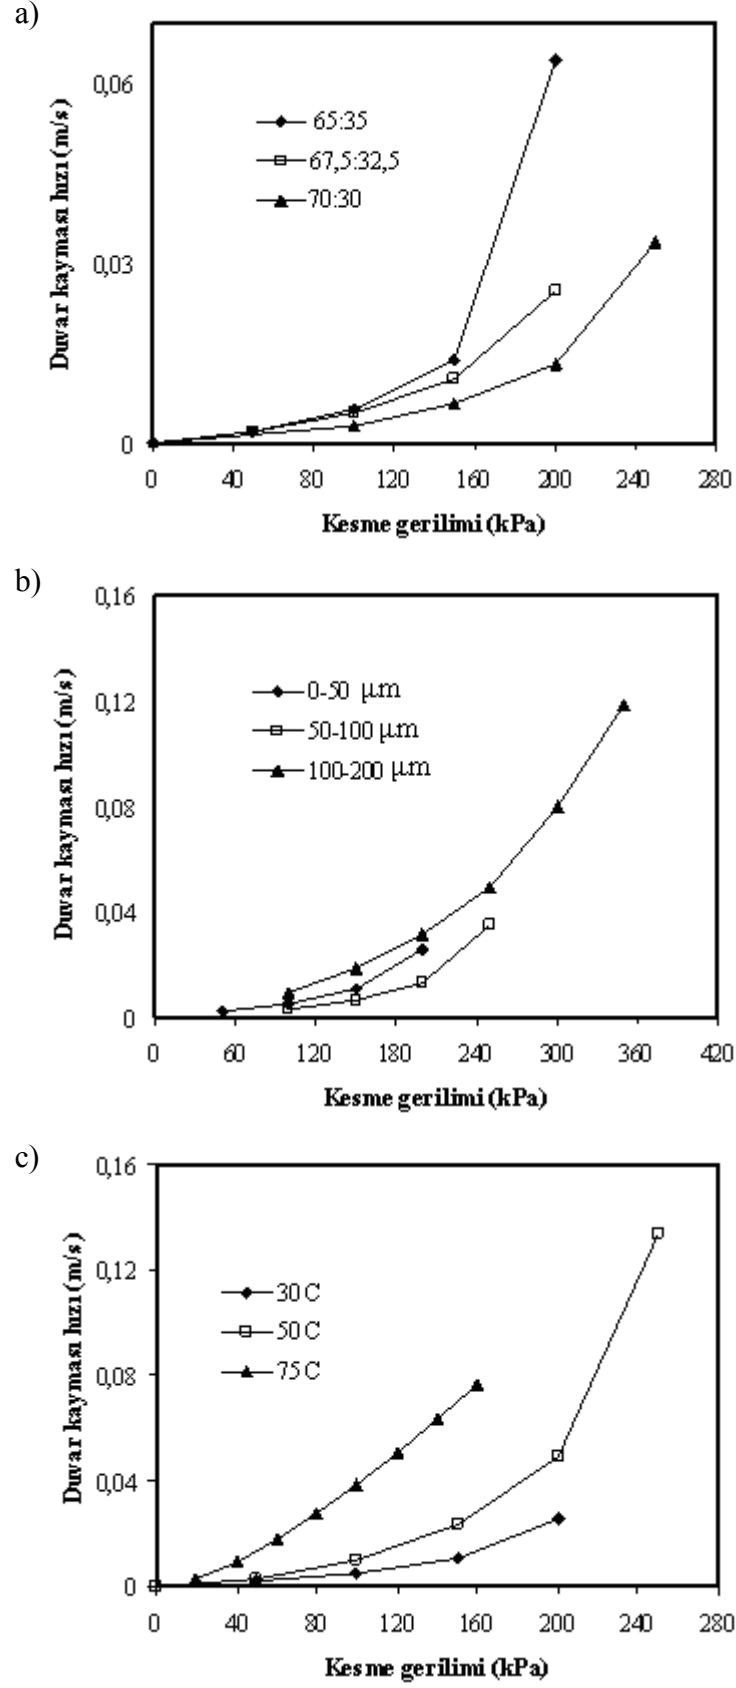 a)
Duvar kayması hızı (m/s)
0,06
0,03
0
65:35
67,5:32,5
70:30
0 40 80 120 160 200 240 280
Kesme gerilimi (kPa)
b)
Duvar kayması hızı (m/s)
0,16
0,12
0,08
0,04
0
0-50 µm
50-100 µm
100-200 µm
0 60 120 180 240 300 360 420
Kesme gerilimi (kPa)
c)
Duvar kayması hızı (m/s)
0,16
0,12
0,08
0,04
0
30 C
50 C
75 C
0 40 80 120 160 200 240 280
Kesme gerilimi (kPa)